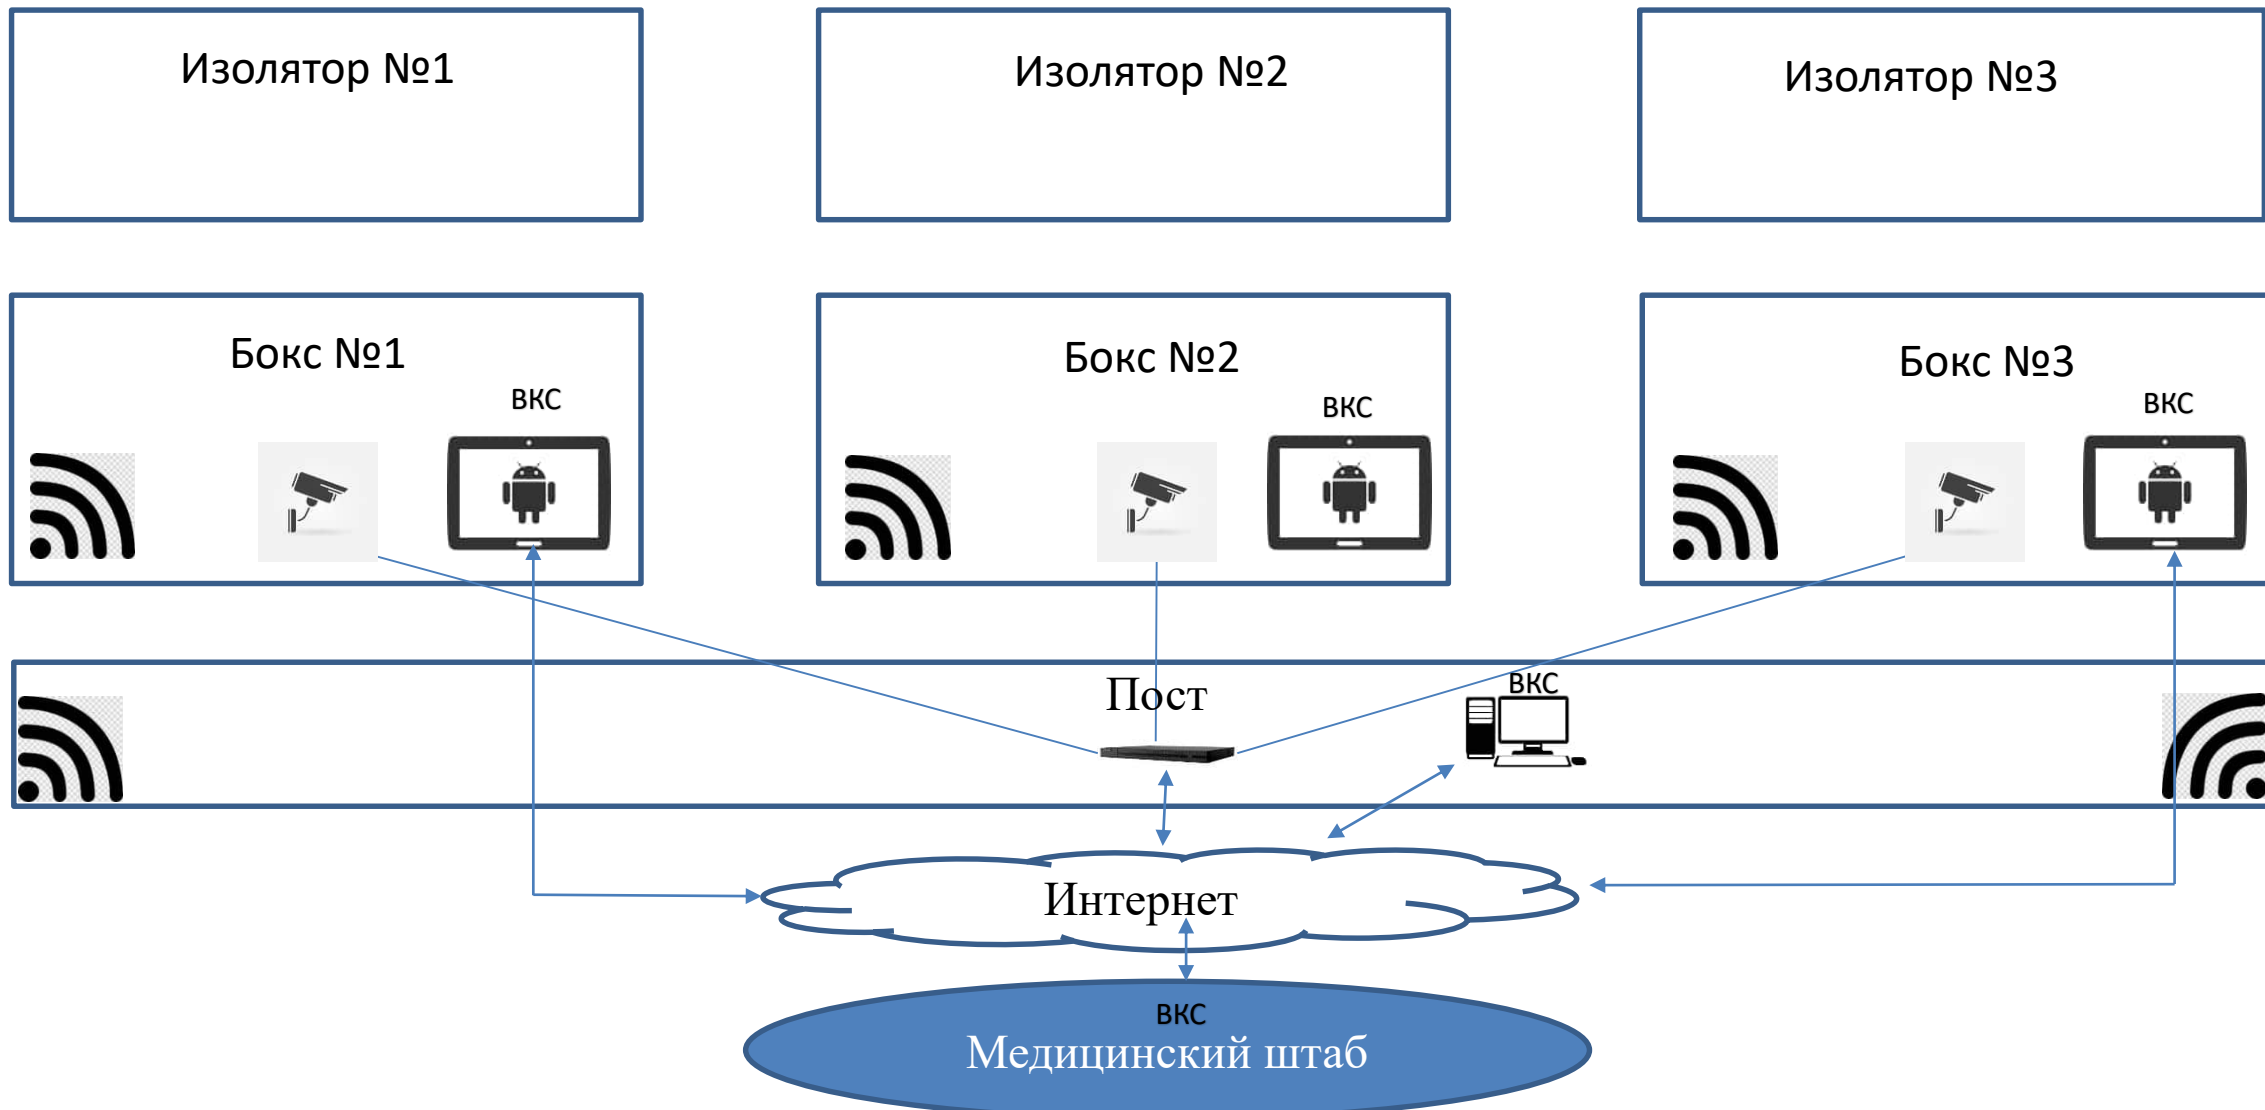 Изолятор №1
Изолятор №2
Изолятор №3
Бокс №1
Бокс №2
Бокс №3
ВКС
ВКС
ВКС
Пост
ВКС
Интернет
ВКС
Медицинский штаб